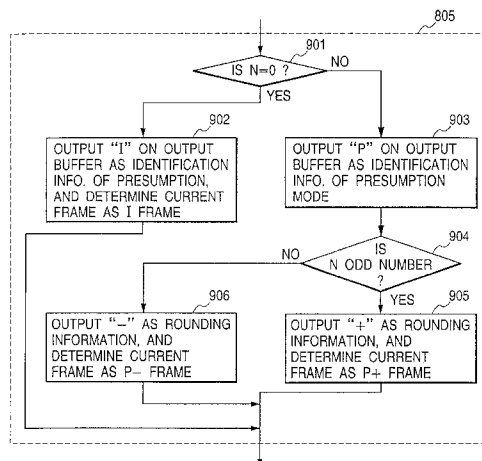 805
901
IS N=0 ?
NO
YES
902
903
OUTPUT "I" ON OUTPUT
BUFFER AS IDENTIFICATION
INFO. OF PRESUMPTION,
AND DETERMINE CURRENT
FRAME AS I FRAME
OUTPUT "P" ON OUTPUT
BUFFER AS IDENTIFICATION
INFO. OF PRESUMPTION
MODE
904
IS
N ODD NUMBER
?
NO
YES
906
905
OUTPUT "−" AS ROUNDING
INFORMATION, AND
DETERMINE CURRENT
FRAME AS P− FRAME
OUTPUT "+" AS ROUNDING
INFORMATION, AND
DETERMINE CURRENT
FRAME AS P+ FRAME